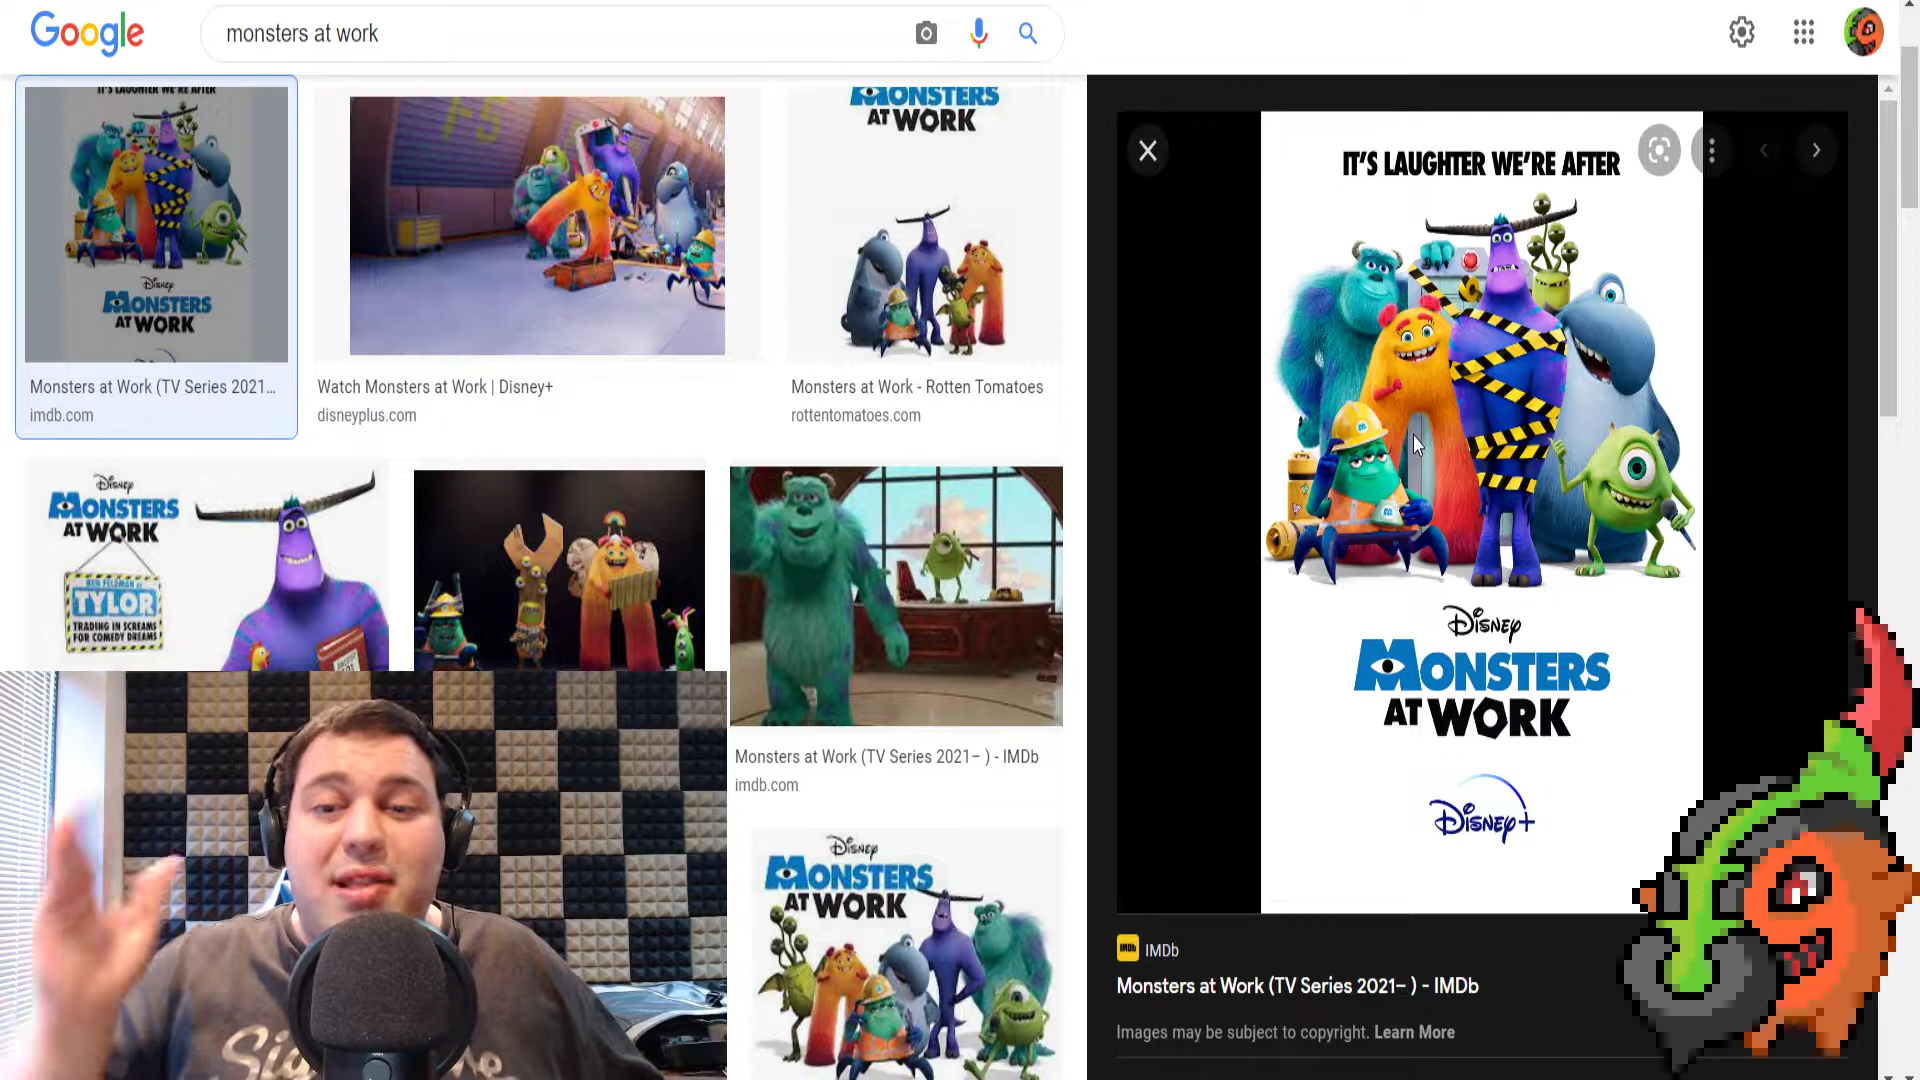 Google
monsters at work
IT'S LAUGHTER WE'RE AFTER
Disney
MONSTERS
AT WORK
Monsters at Work (TV Series 2021...
imdb.com
F5
Watch Monsters at Work | Disney+
disneyplus.com
MONSTERS
AT WORK
Monsters at Work - Rotten Tomatoes
rottentomatoes.com
Disney
MONSTERS
AT WORK
BEN FELDMAN AS
TYLOR
TRADING IN SCREAMS
FOR COMEDY DREAMS
Monsters at Work (TV Series 2021– ) - IMDb
imdb.com
Disney
MONSTERS
AT WORK
IT'S LAUGHTER WE'RE AFTER
Disney
MONSTERS
AT WORK
Disney+
IMDb
IMDb
Monsters at Work (TV Series 2021– ) - IMDb
Images may be subject to copyright. Learn More